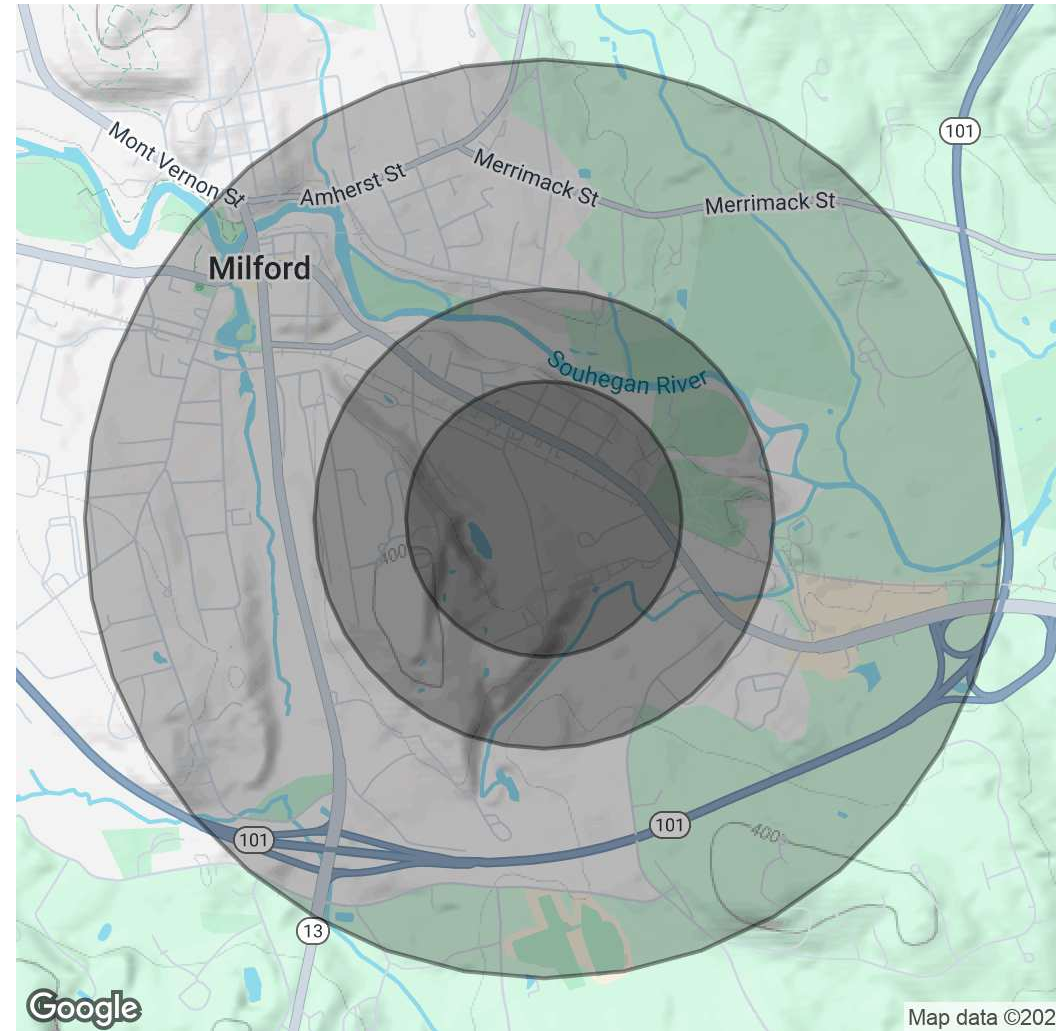 101
Mont Vernon St
Amherst St
Merrimack St
Merrimack St
Milford
Souhegan River
400
101
101
400
13
Google
Map data ©202